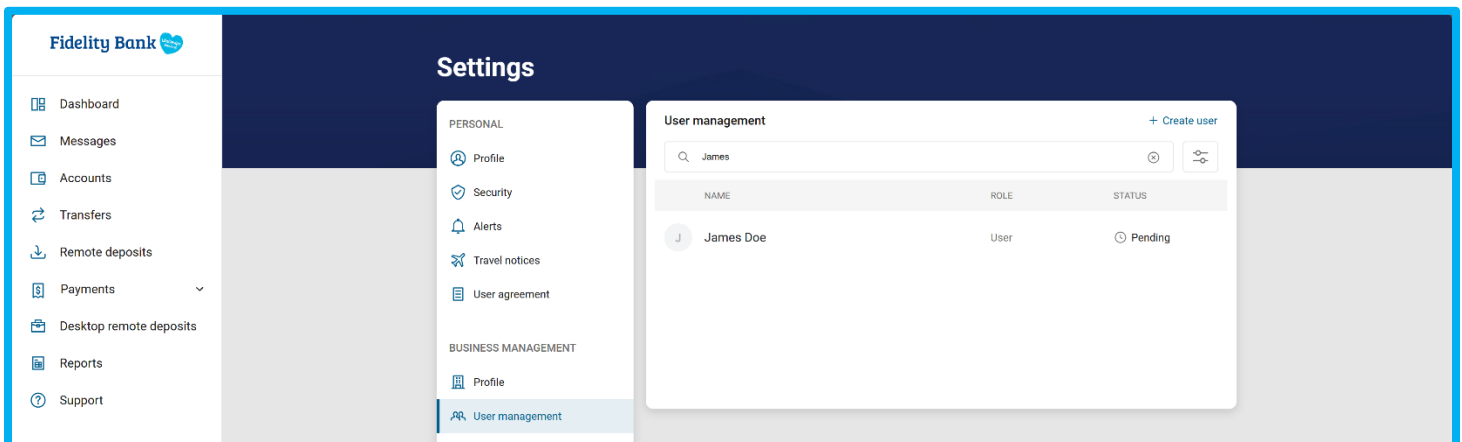 Fidelity Bank
Dashboard
Messages
Accounts
Transfers
Remote deposits
Payments
Desktop remote deposits
Reports
Support
Settings
PERSONAL
Profile
Security
Alerts
Travel notices
User agreement
BUSINESS MANAGEMENT
Profile
User management
User management
+ Create user
James
NAME ROLE STATUS
J James Doe User Pending